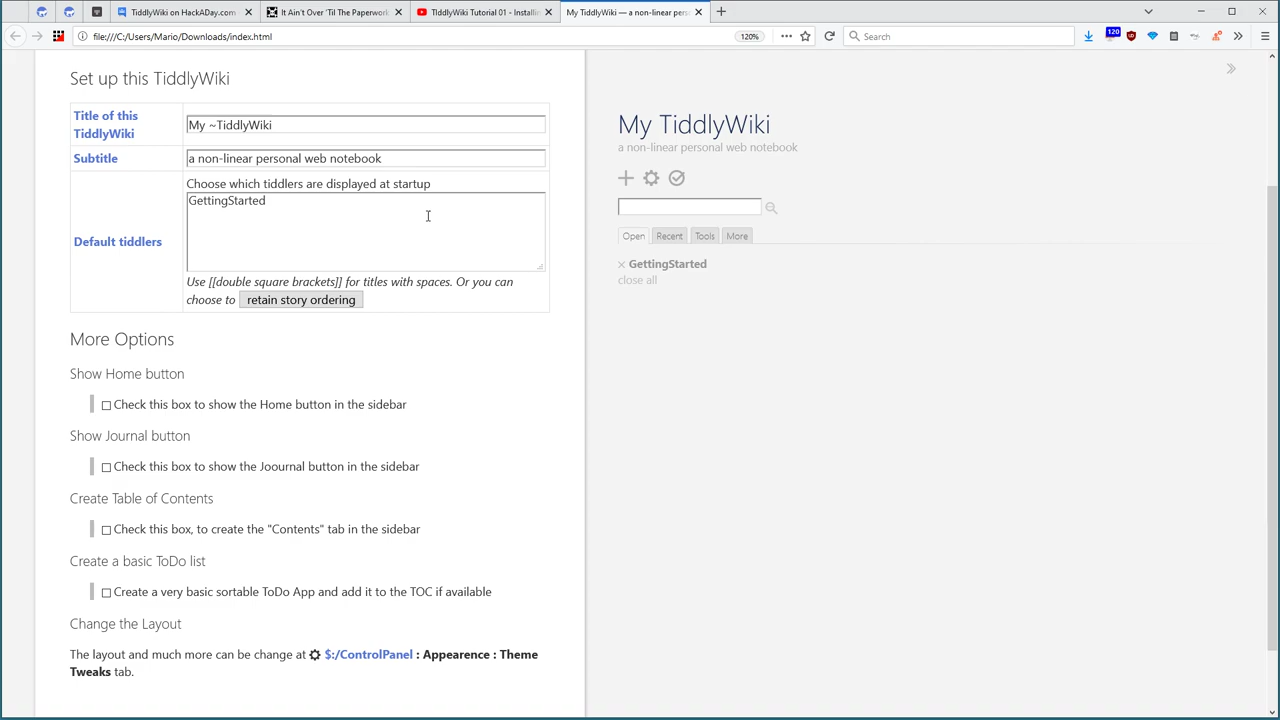 TiddlyWiki on HackADay.com
It Ain't Over 'Til The Paperwork
TiddlyWiki Tutorial 01 - Installin
My TiddlyWiki — a non-linear pers
file:///C:/Users/Mario/Downloads/index.html
120%
Search
120
Set up this TiddlyWiki
Title of this
TiddlyWiki
My ~TiddlyWiki
Subtitle
a non-linear personal web notebook
Default tiddlers
Choose which tiddlers are displayed at startup
GettingStarted
Use [[double square brackets]] for titles with spaces. Or you can
choose to retain story ordering
More Options
Show Home button
Check this box to show the Home button in the sidebar
Show Journal button
Check this box to show the Joournal button in the sidebar
Create Table of Contents
Check this box, to create the "Contents" tab in the sidebar
Create a basic ToDo list
Create a very basic sortable ToDo App and add it to the TOC if available
Change the Layout
The layout and much more can be change at $:/ControlPanel : Appearence : Theme
Tweaks tab.
My TiddlyWiki
a non-linear personal web notebook
Open Recent Tools More
× GettingStarted
close all